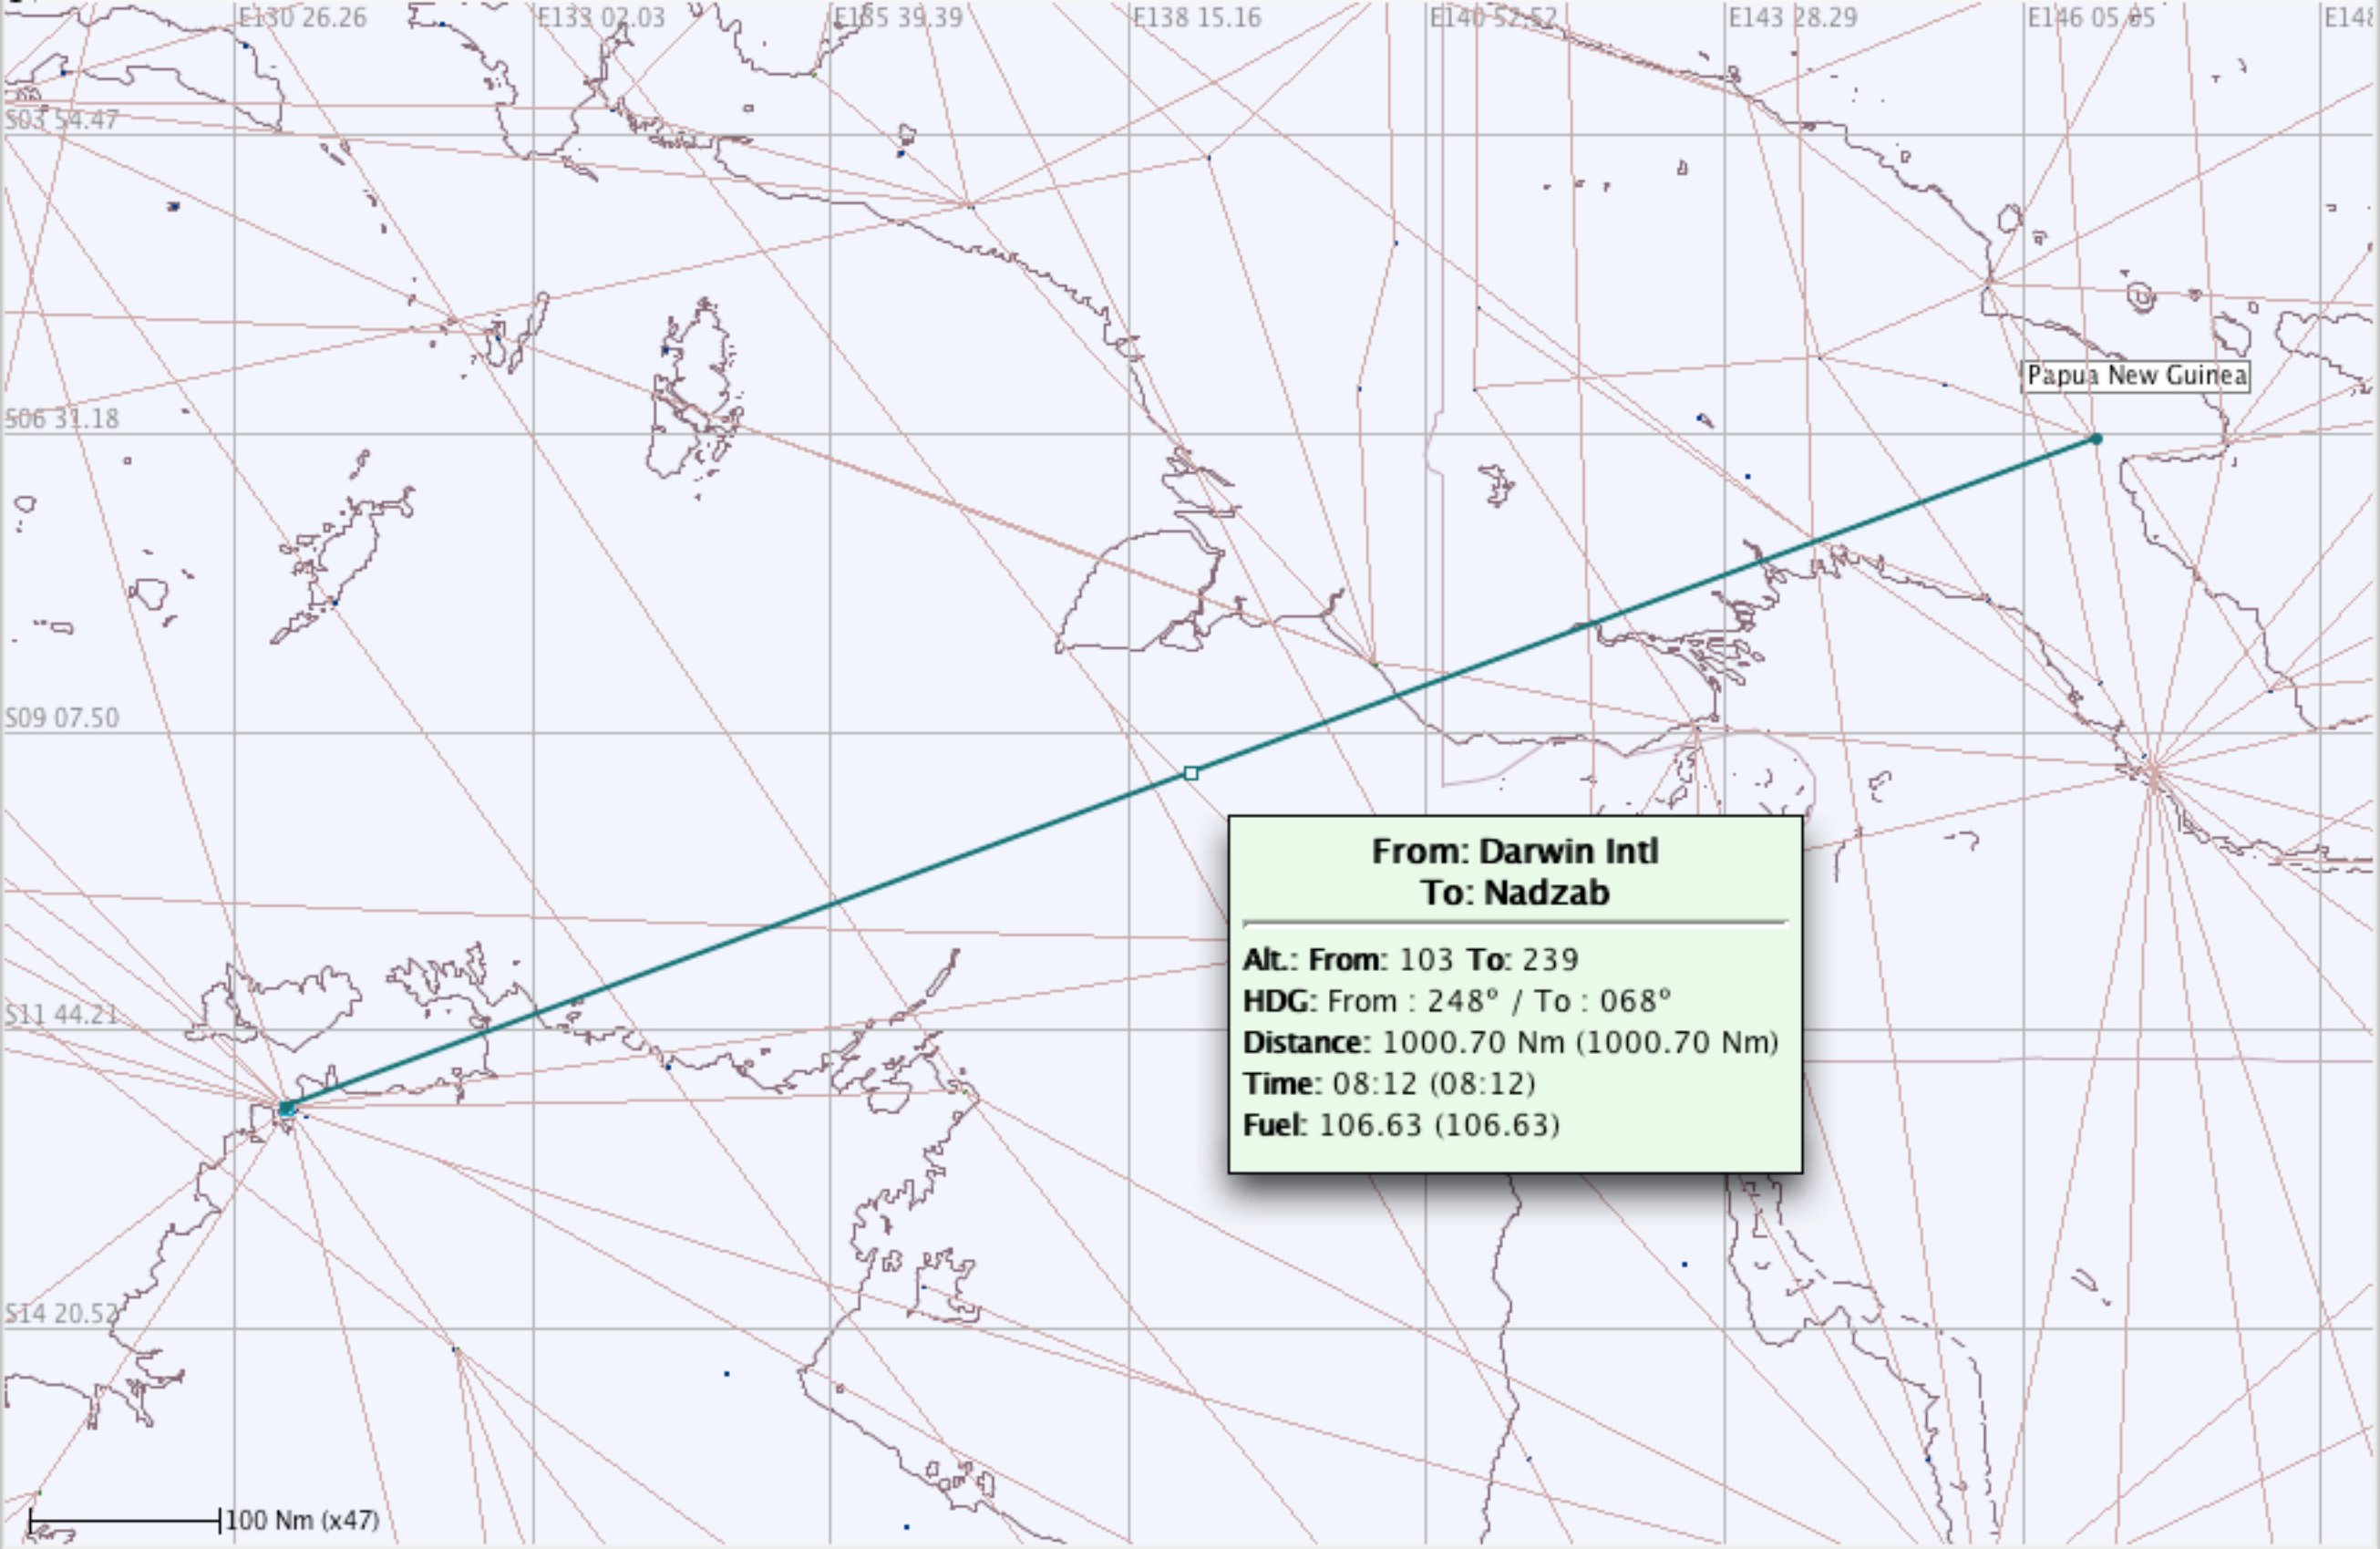 E130 26.26
E133 02.03
E135 39.39
E138 15.16
E140 52.52
E143 28.29
E146 05.05
E148
S03 54.47
Papua New Guinea
S06 31.18
S09 07.50
From: Darwin Intl
To: Nadzab
Alt.: From: 103 To: 239
HDG: From : 248° / To : 068°
Distance: 1000.70 Nm (1000.70 Nm)
Time: 08:12 (08:12)
Fuel: 106.63 (106.63)
S11 44.21
S14 20.52
100 Nm (x47)